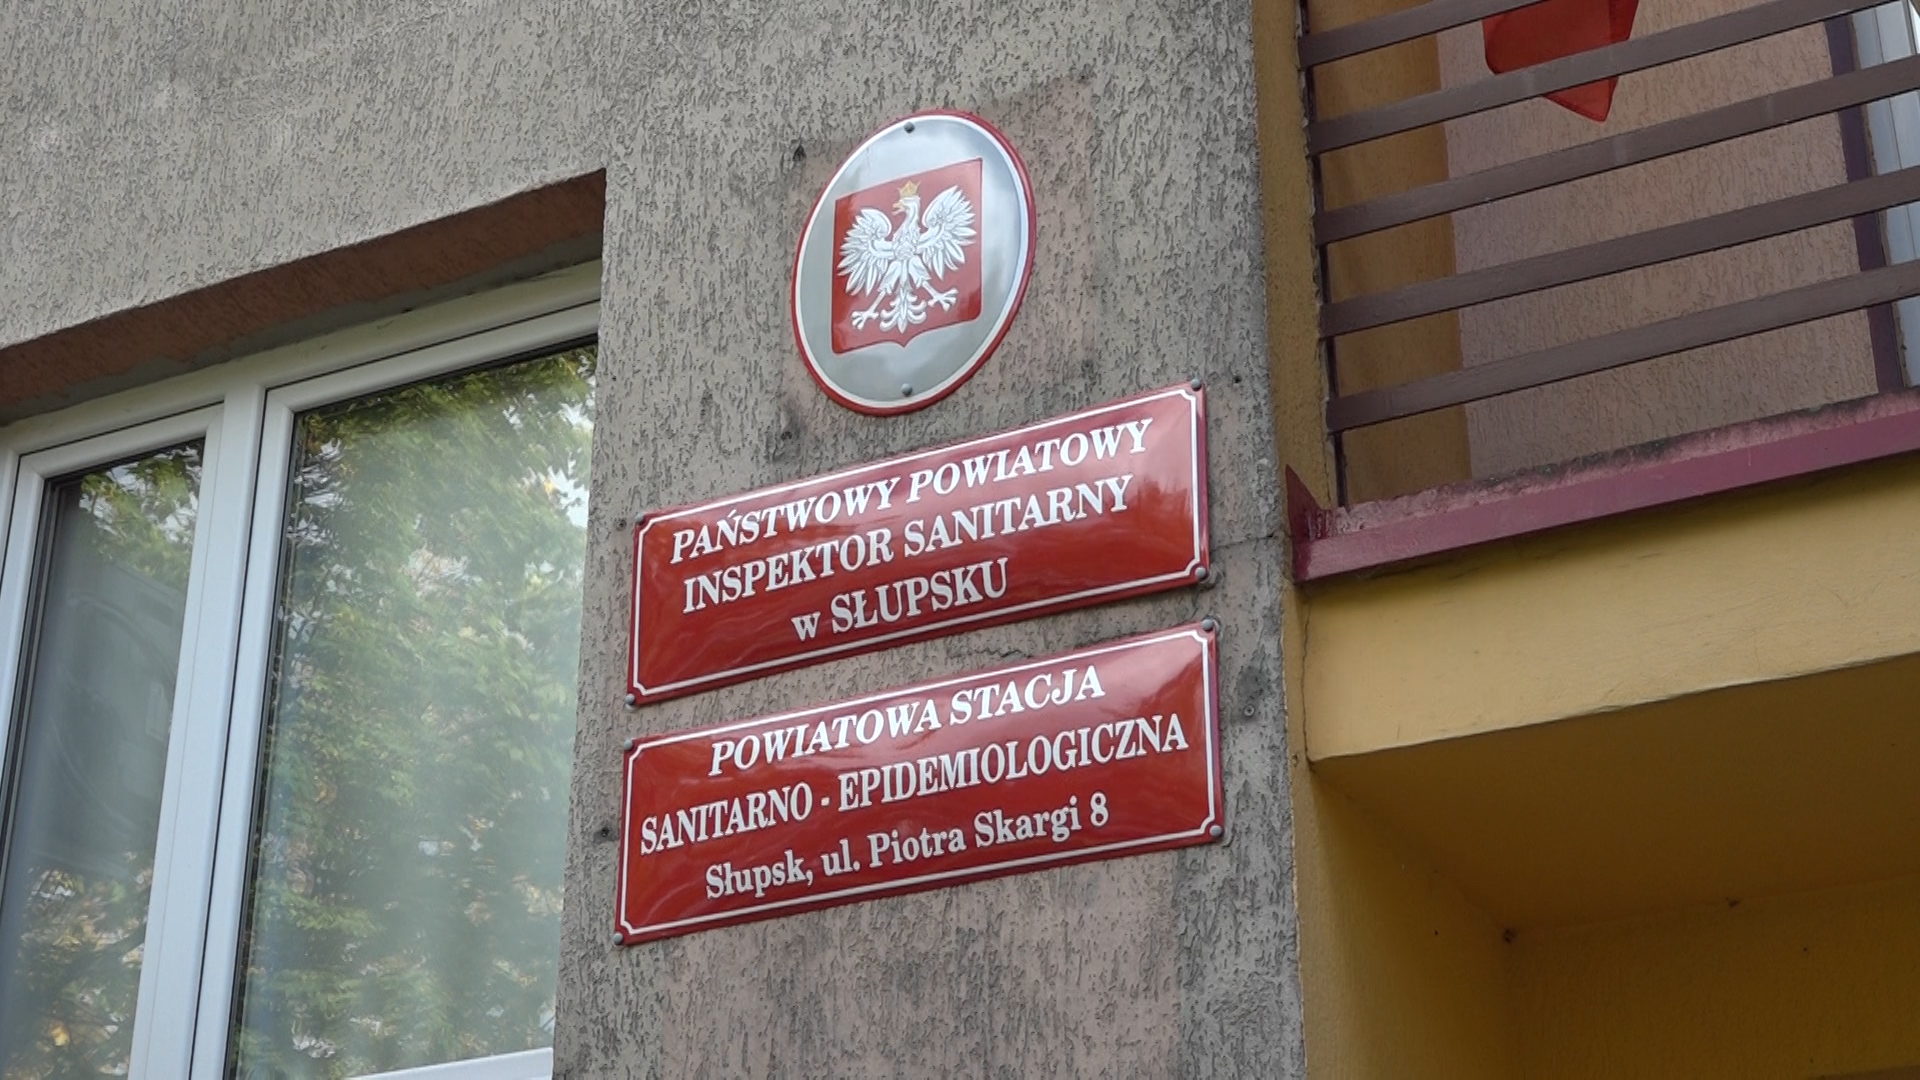 PAŃSTWOWY POWIATOWY
INSPEKTOR SANITARNY
w SŁUPSKU
POWIATOWA STACJA
SANITARNO - EPIDEMIOLOGICZNA
Słupsk, ul. Piotra Skargi 8